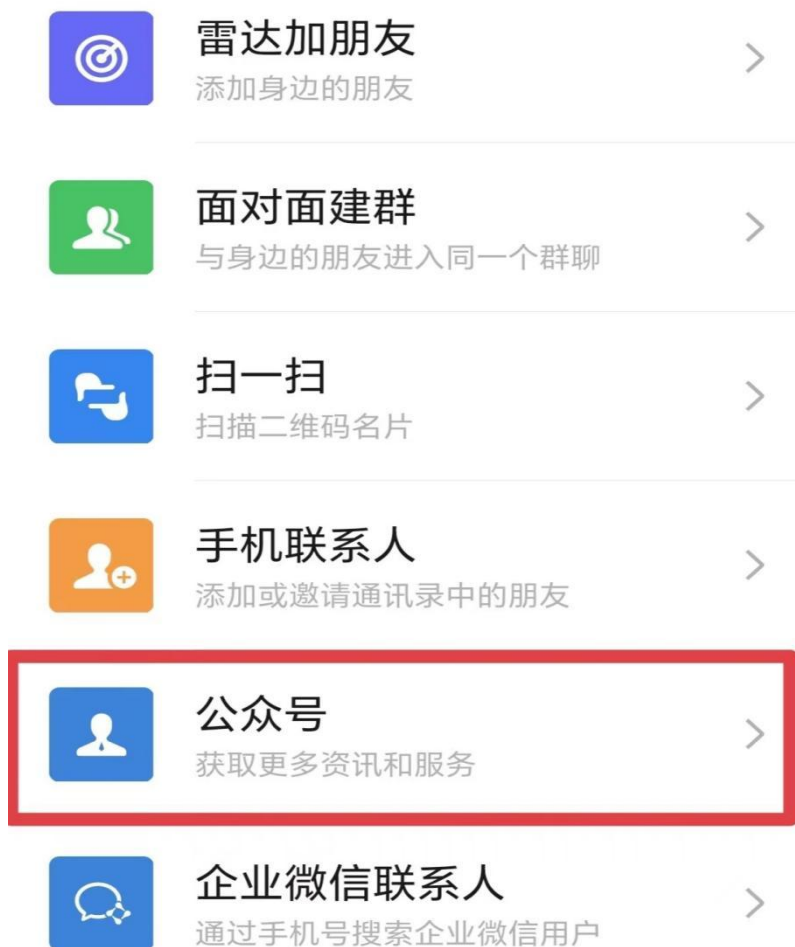 雷达加朋友
添加身边的朋友
面对面建群
与身边的朋友进入同一个群聊
扫一扫
扫描二维码名片
手机联系人
添加或邀请通讯录中的朋友
公众号
获取更多资讯和服务
企业微信联系人
通过手机号搜索企业微信用户